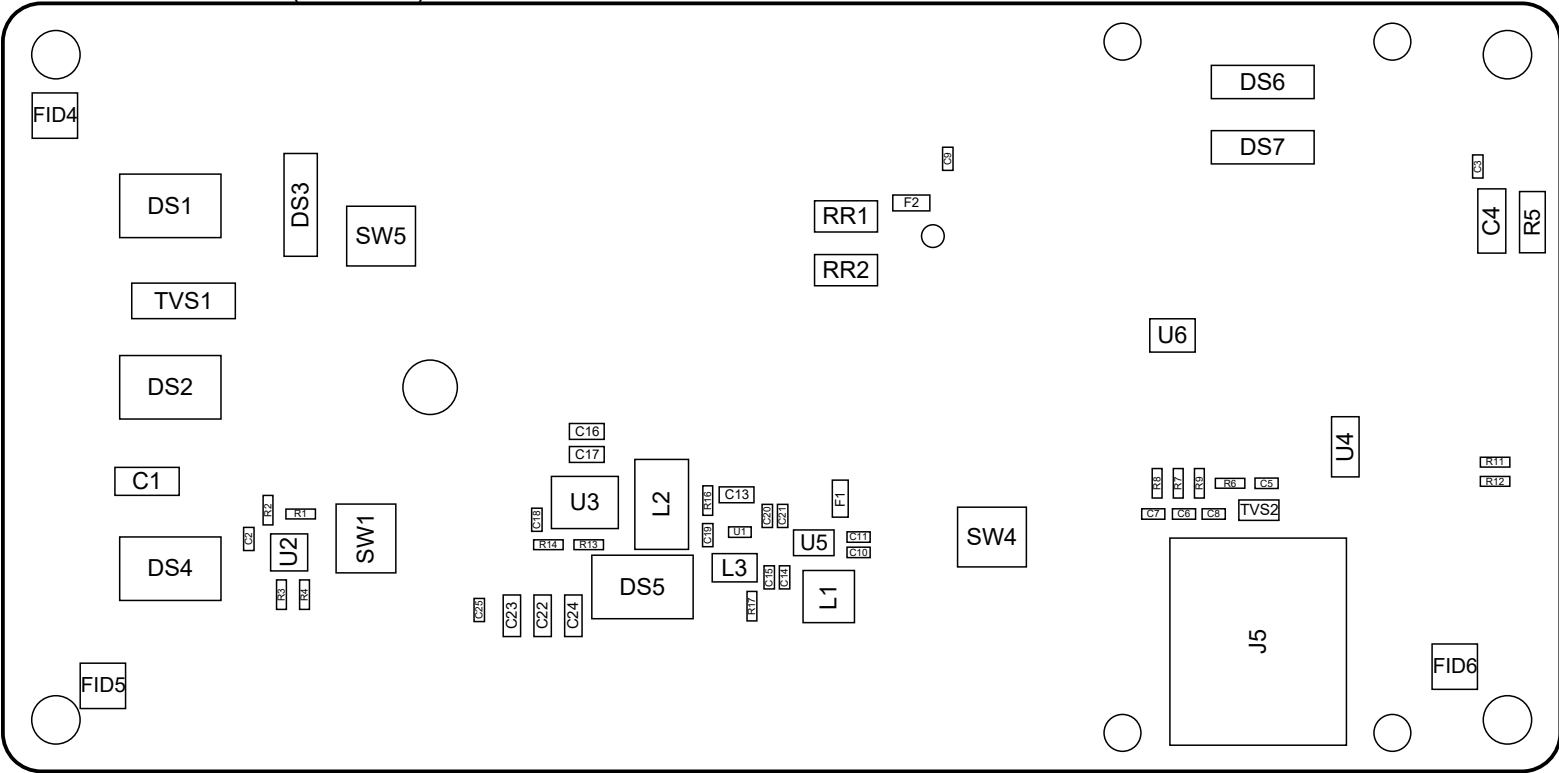 DS6
FID4
DS7
C9
C3
DS1
DS3
F2
RR1
C4
R5
SW5
RR2
TVS1
U6
DS2
C16
U4
C17
R11
C1
R12
R8
R7
R9
R6
C5
U3
L2
R16
C13
F1
R2
R1
C18
C20
C21
C7
C6
C8
TVS2
C2
U2
SW1
C19
U1
C11
SW4
R14
R13
U5
C10
DS4
L3
DS5
C15
C14
R3
R4
L1
R17
C25
C23
C22
C24
J5
FID6
FID5